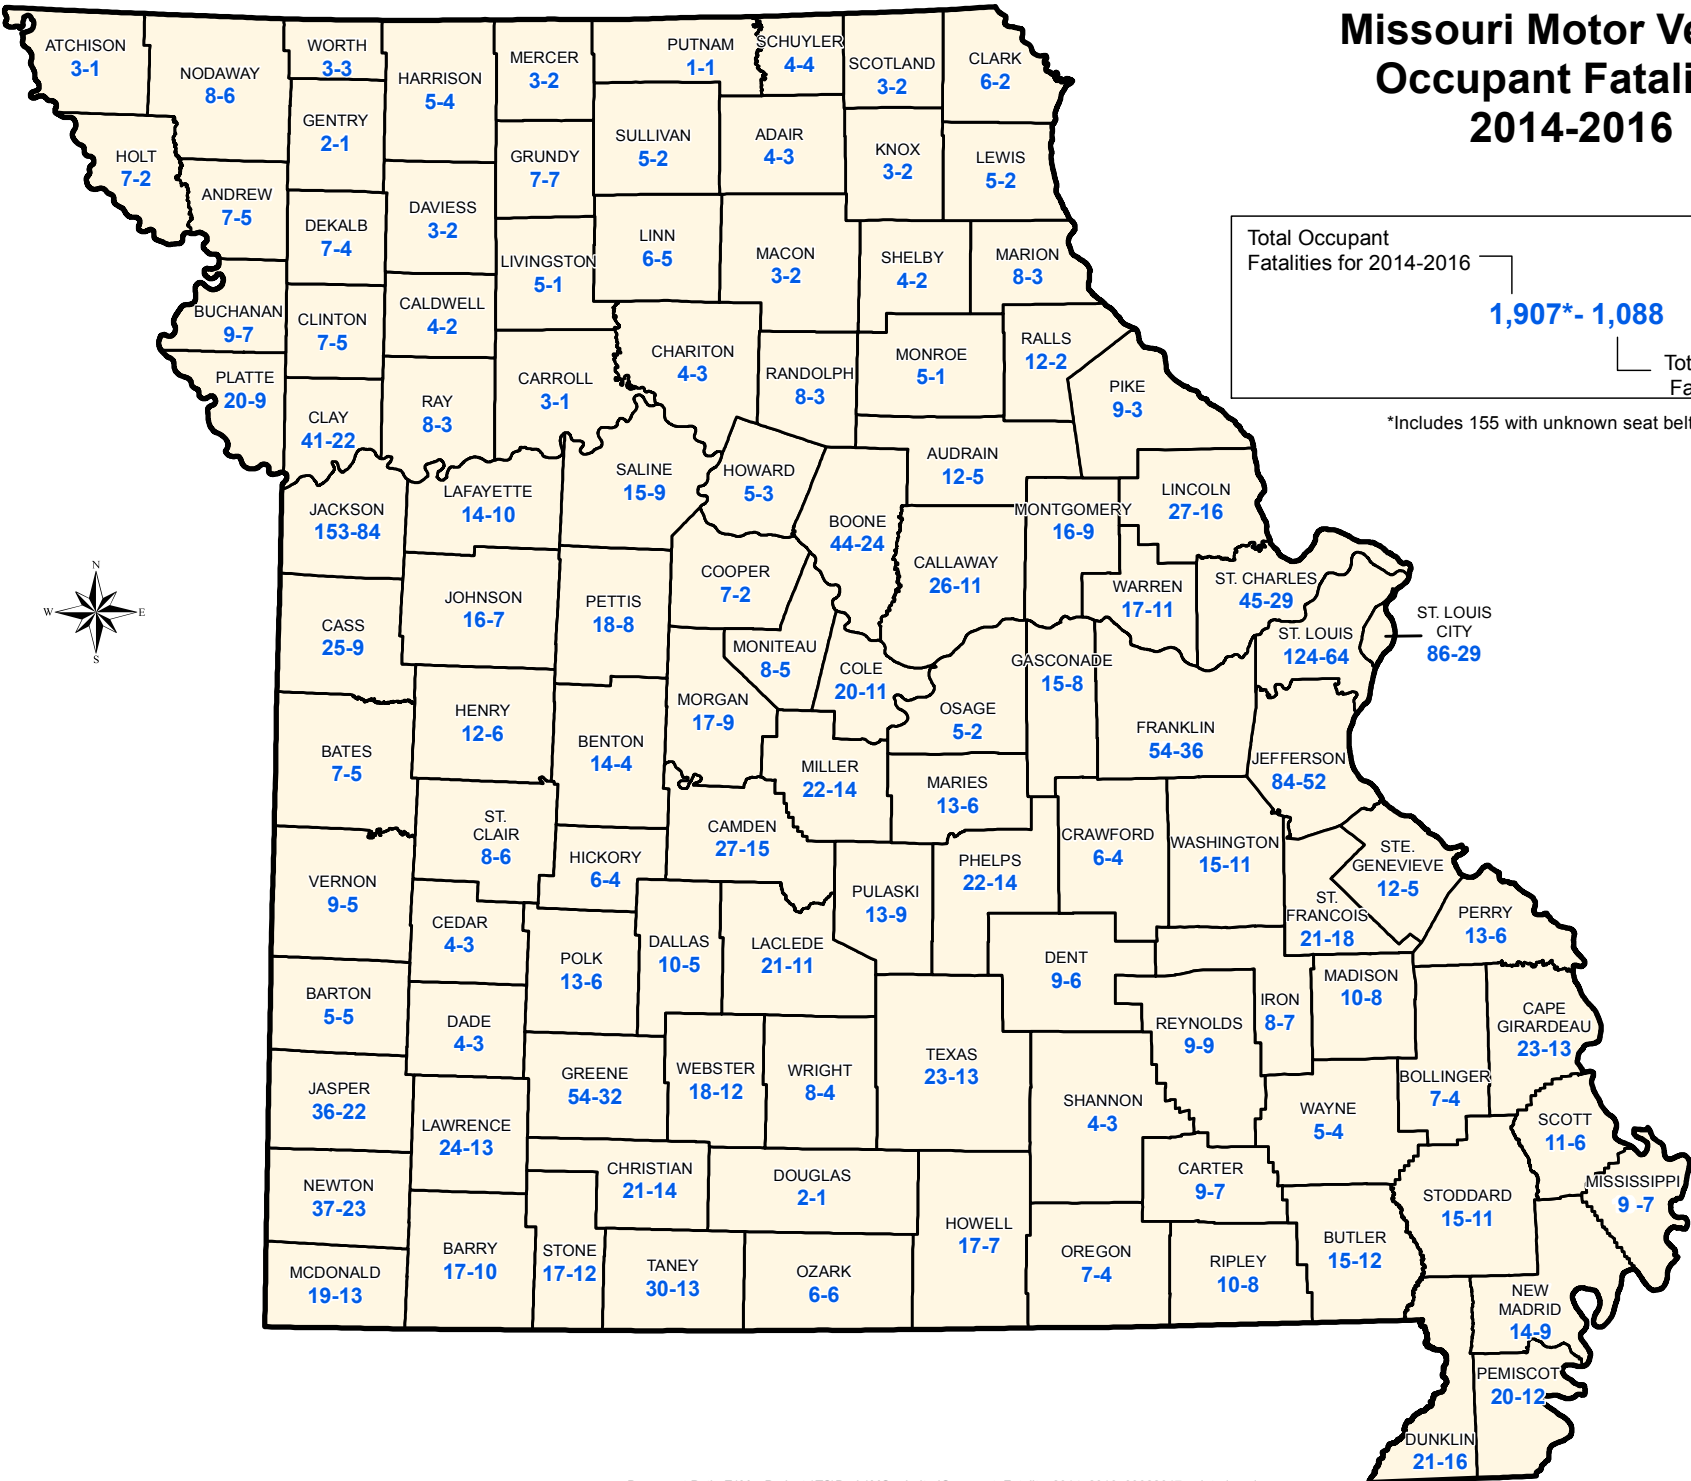 Missouri Motor Ve
Occupant Fatali
2014-2016
Total Occupant
Fatalities for 2014-2016
1,907*- 1,088
Tot
Fa
*Includes 155 with unknown seat belt
N
W
E
S
ATCHISON
3-1
NODAWAY
8-6
WORTH
3-3
HARRISON
5-4
MERCER
3-2
PUTNAM
1-1
SCHUYLER
4-4
SCOTLAND
3-2
CLARK
6-2
HOLT
7-2
GENTRY
2-1
GRUNDY
7-7
SULLIVAN
5-2
ADAIR
4-3
KNOX
3-2
LEWIS
5-2
ANDREW
7-5
DEKALB
7-4
DAVIESS
3-2
LIVINGSTON
5-1
LINN
6-5
MACON
3-2
SHELBY
4-2
MARION
8-3
BUCHANAN
9-7
CLINTON
7-5
CALDWELL
4-2
CHARITON
4-3
RANDOLPH
8-3
MONROE
5-1
RALLS
12-2
PIKE
9-3
PLATTE
20-9
CLAY
41-22
RAY
8-3
CARROLL
3-1
SALINE
15-9
HOWARD
5-3
AUDRAIN
12-5
JACKSON
153-84
LAFAYETTE
14-10
BOONE
44-24
MONTGOMERY
16-9
LINCOLN
27-16
COOPER
7-2
CALLAWAY
26-11
WARREN
17-11
ST. CHARLES
45-29
CASS
25-9
JOHNSON
16-7
PETTIS
18-8
MONITEAU
8-5
COLE
20-11
GASCONADE
15-8
ST. LOUIS
124-64
ST. LOUIS
CITY
86-29
BATES
7-5
HENRY
12-6
BENTON
14-4
MORGAN
17-9
OSAGE
5-2
FRANKLIN
54-36
JEFFERSON
84-52
MILLER
22-14
MARIES
13-6
ST.
CLAIR
8-6
HICKORY
6-4
CAMDEN
27-15
PHELPS
22-14
CRAWFORD
6-4
WASHINGTON
15-11
STE.
GENEVIEVE
12-5
VERNON
9-5
CEDAR
4-3
PULASKI
13-9
ST.
FRANCOIS
21-18
PERRY
13-6
POLK
13-6
DALLAS
10-5
LACLEDE
21-11
DENT
9-6
MADISON
10-8
BARTON
5-5
DADE
4-3
IRON
8-7
REYNOLDS
9-9
CAPE
GIRARDEAU
23-13
JASPER
36-22
GREENE
54-32
WEBSTER
18-12
WRIGHT
8-4
TEXAS
23-13
SHANNON
4-3
WAYNE
5-4
BOLLINGER
7-4
LAWRENCE
24-13
SCOTT
11-6
NEWTON
37-23
CHRISTIAN
21-14
DOUGLAS
2-1
CARTER
9-7
STODDARD
15-11
MISSISSIPPI
9 -7
MCDONALD
19-13
BARRY
17-10
STONE
17-12
TANEY
30-13
OZARK
6-6
HOWELL
17-7
OREGON
7-4
RIPLEY
10-8
BUTLER
15-12
NEW
MADRID
14-9
PEMISCOT
20-12
DUNKLIN
21-16